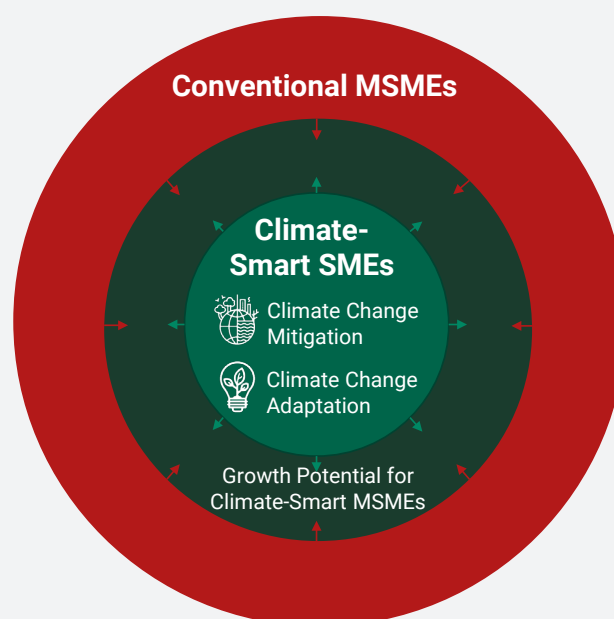 Conventional MSMEs
Climate-
Smart SMEs
Climate Change
Mitigation
Climate Change
Adaptation
Growth Potential for
Climate-Smart MSMEs